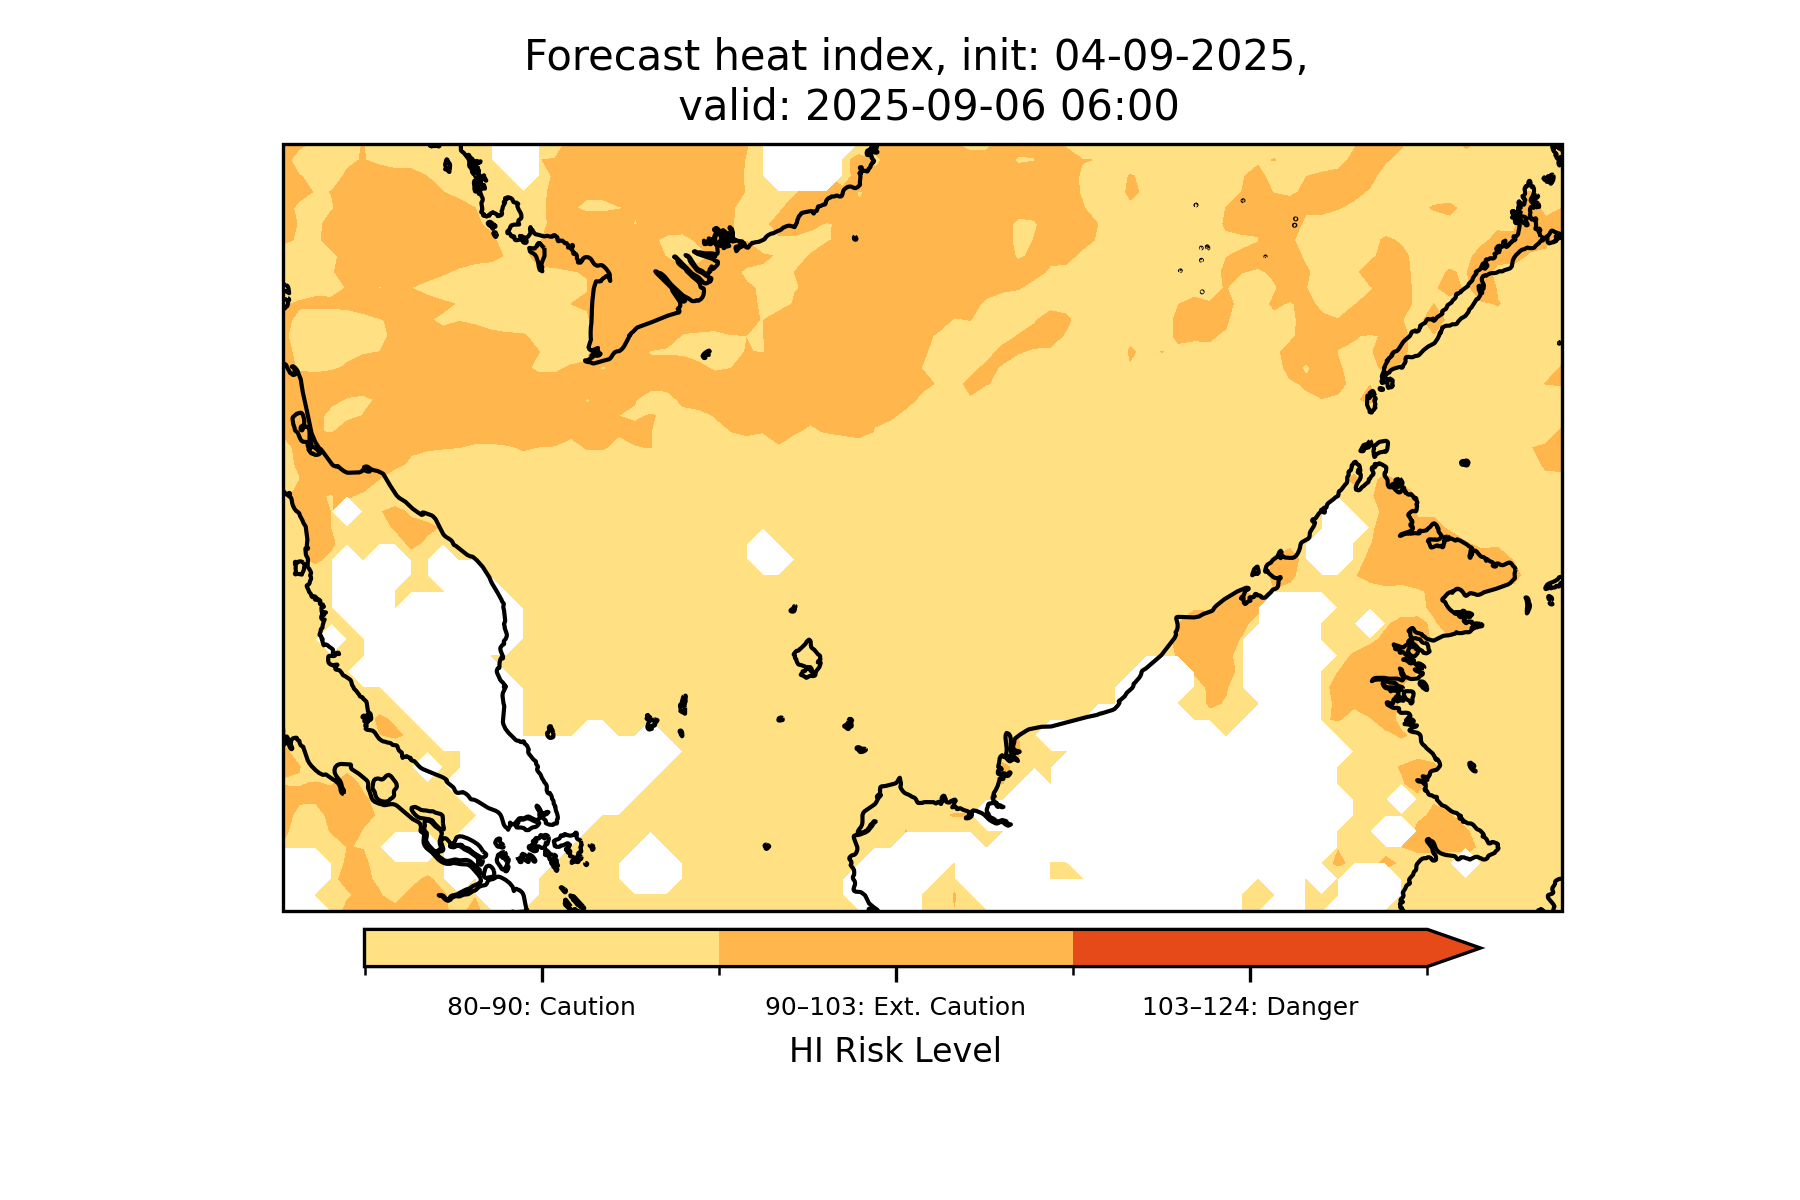 Forecast heat index, init: 04-09-2025,
valid: 2025-09-06 06:00
80–90: Caution
90–103: Ext. Caution
103–124: Danger
HI Risk Level